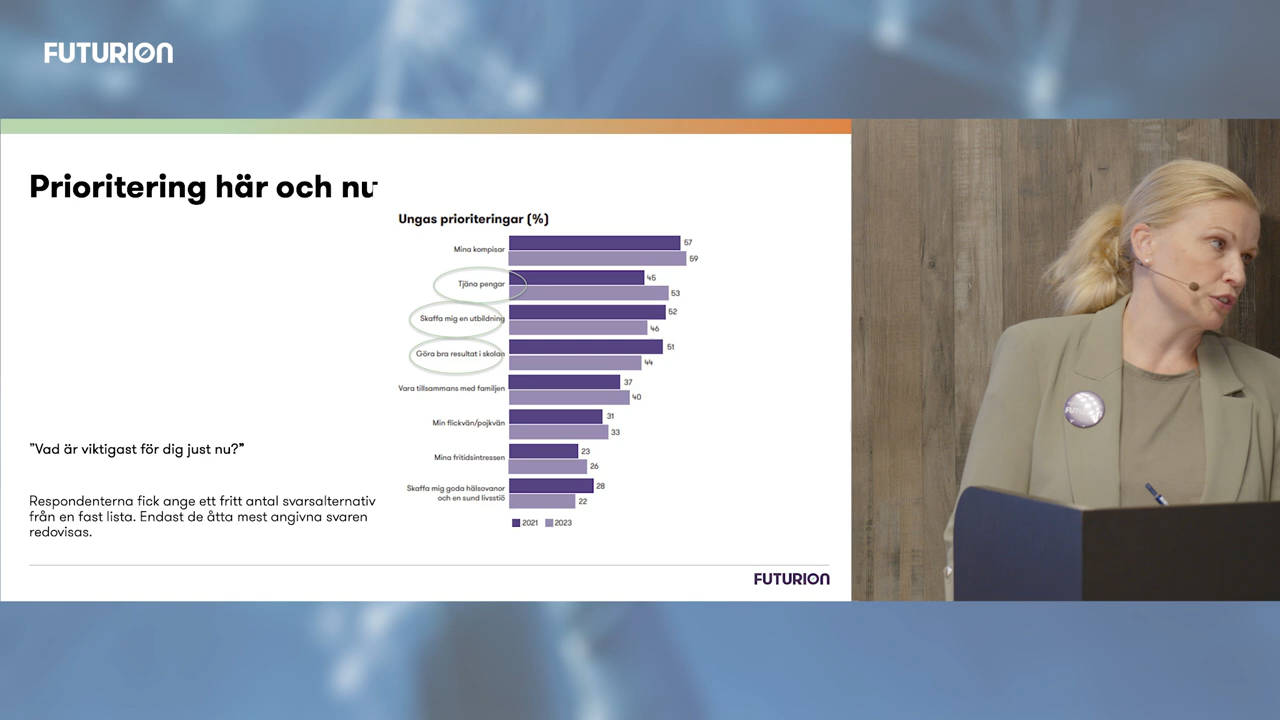 FUTURION
Prioritering här och nu
Ungas prioriteringar (%)
Mina kompisar
57
59
Tjäna pengar
45
53
Skaffa mig en utbildning
52
46
Göra bra resultat i skolan
51
44
Vara tillsammans med familjen
37
40
Min flickvän/pojkvän
31
33
Mina fritidsintressen
23
26
Skaffa mig goda hälsovanor
och en sund livsstiö
28
22
2021 2023
"Vad är viktigast för dig just nu?"
Respondenterna fick ange ett fritt antal svarsalternativ
från en fast lista. Endast de åtta mest angivna svaren
redovisas.
FUTURION